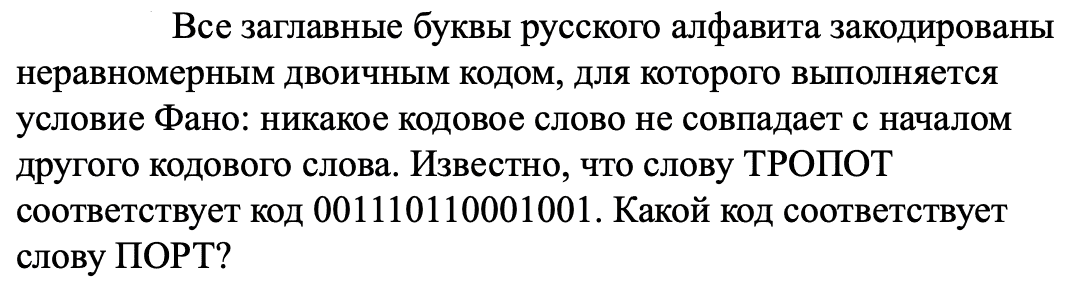 Все заглавные буквы русского алфавита закодированы
неравномерным двоичным кодом, для которого выполняется
условие Фано: никакое кодовое слово не совпадает с началом
другого кодового слова. Известно, что слову ТРОПОТ
соответствует код 001110110001001. Какой код соответствует
слову ПОРТ?